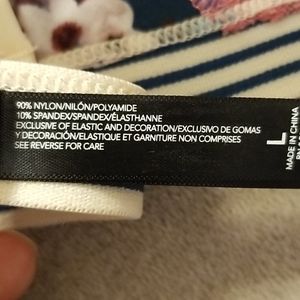 90% NYLON/NILÓN/POLYAMIDE
10% SPANDEX/SPANDEX/ÉLASTHANNE
EXCLUSIVE OF ELASTIC AND DECORATION/EXCLUSIVO DE GOMAS
Y DECORACIÓN/ELASTIQUE ET GARNITURE NON COMPRISES
SEE REVERSE FOR CARE
L
MADE IN CHINA